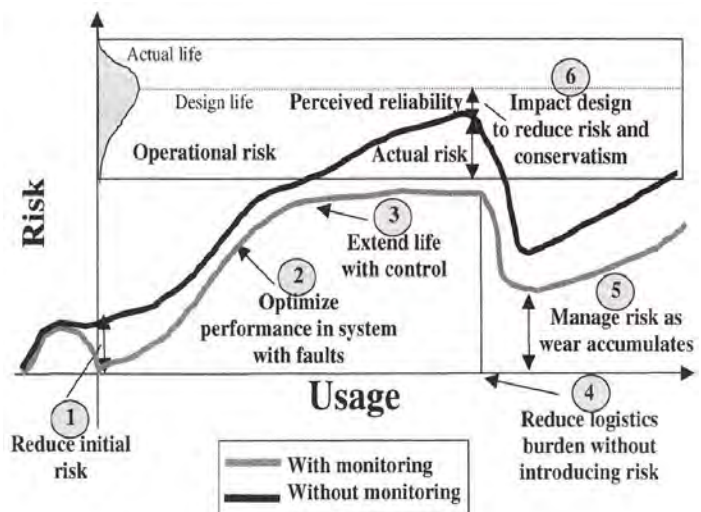 Actual life
Design life
Perceived reliability
6
Impact design
to reduce risk and
conservatism
Operational risk
Actual risk
Risk
3
Extend life
with control
2
Optimize
performance in system
with faults
5
Manage risk as
wear accumulates
1
Reduce initial
risk
Usage
4
Reduce logistics
burden without
introducing risk
With monitoring
Without monitoring